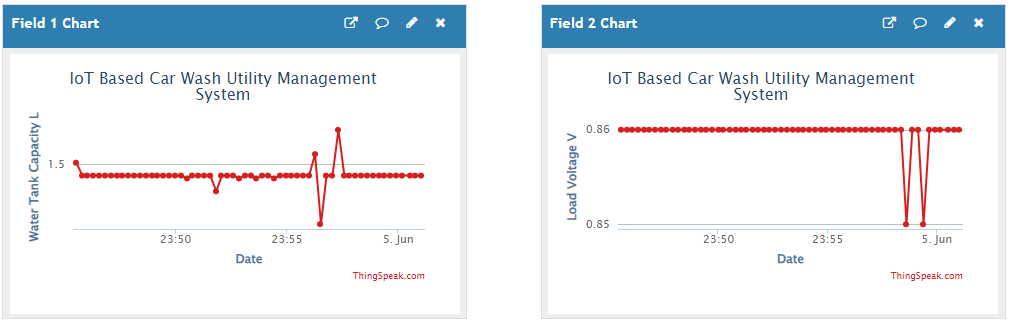 Field 1 Chart
IoT Based Car Wash Utility Management
System
Water Tank Capacity L
1.5
23:50
23:55
5. Jun
Date
ThingSpeak.com
Field 2 Chart
IoT Based Car Wash Utility Management
System
Load Voltage V
0.86
0.85
23:50
23:55
5. Jun
Date
ThingSpeak.com